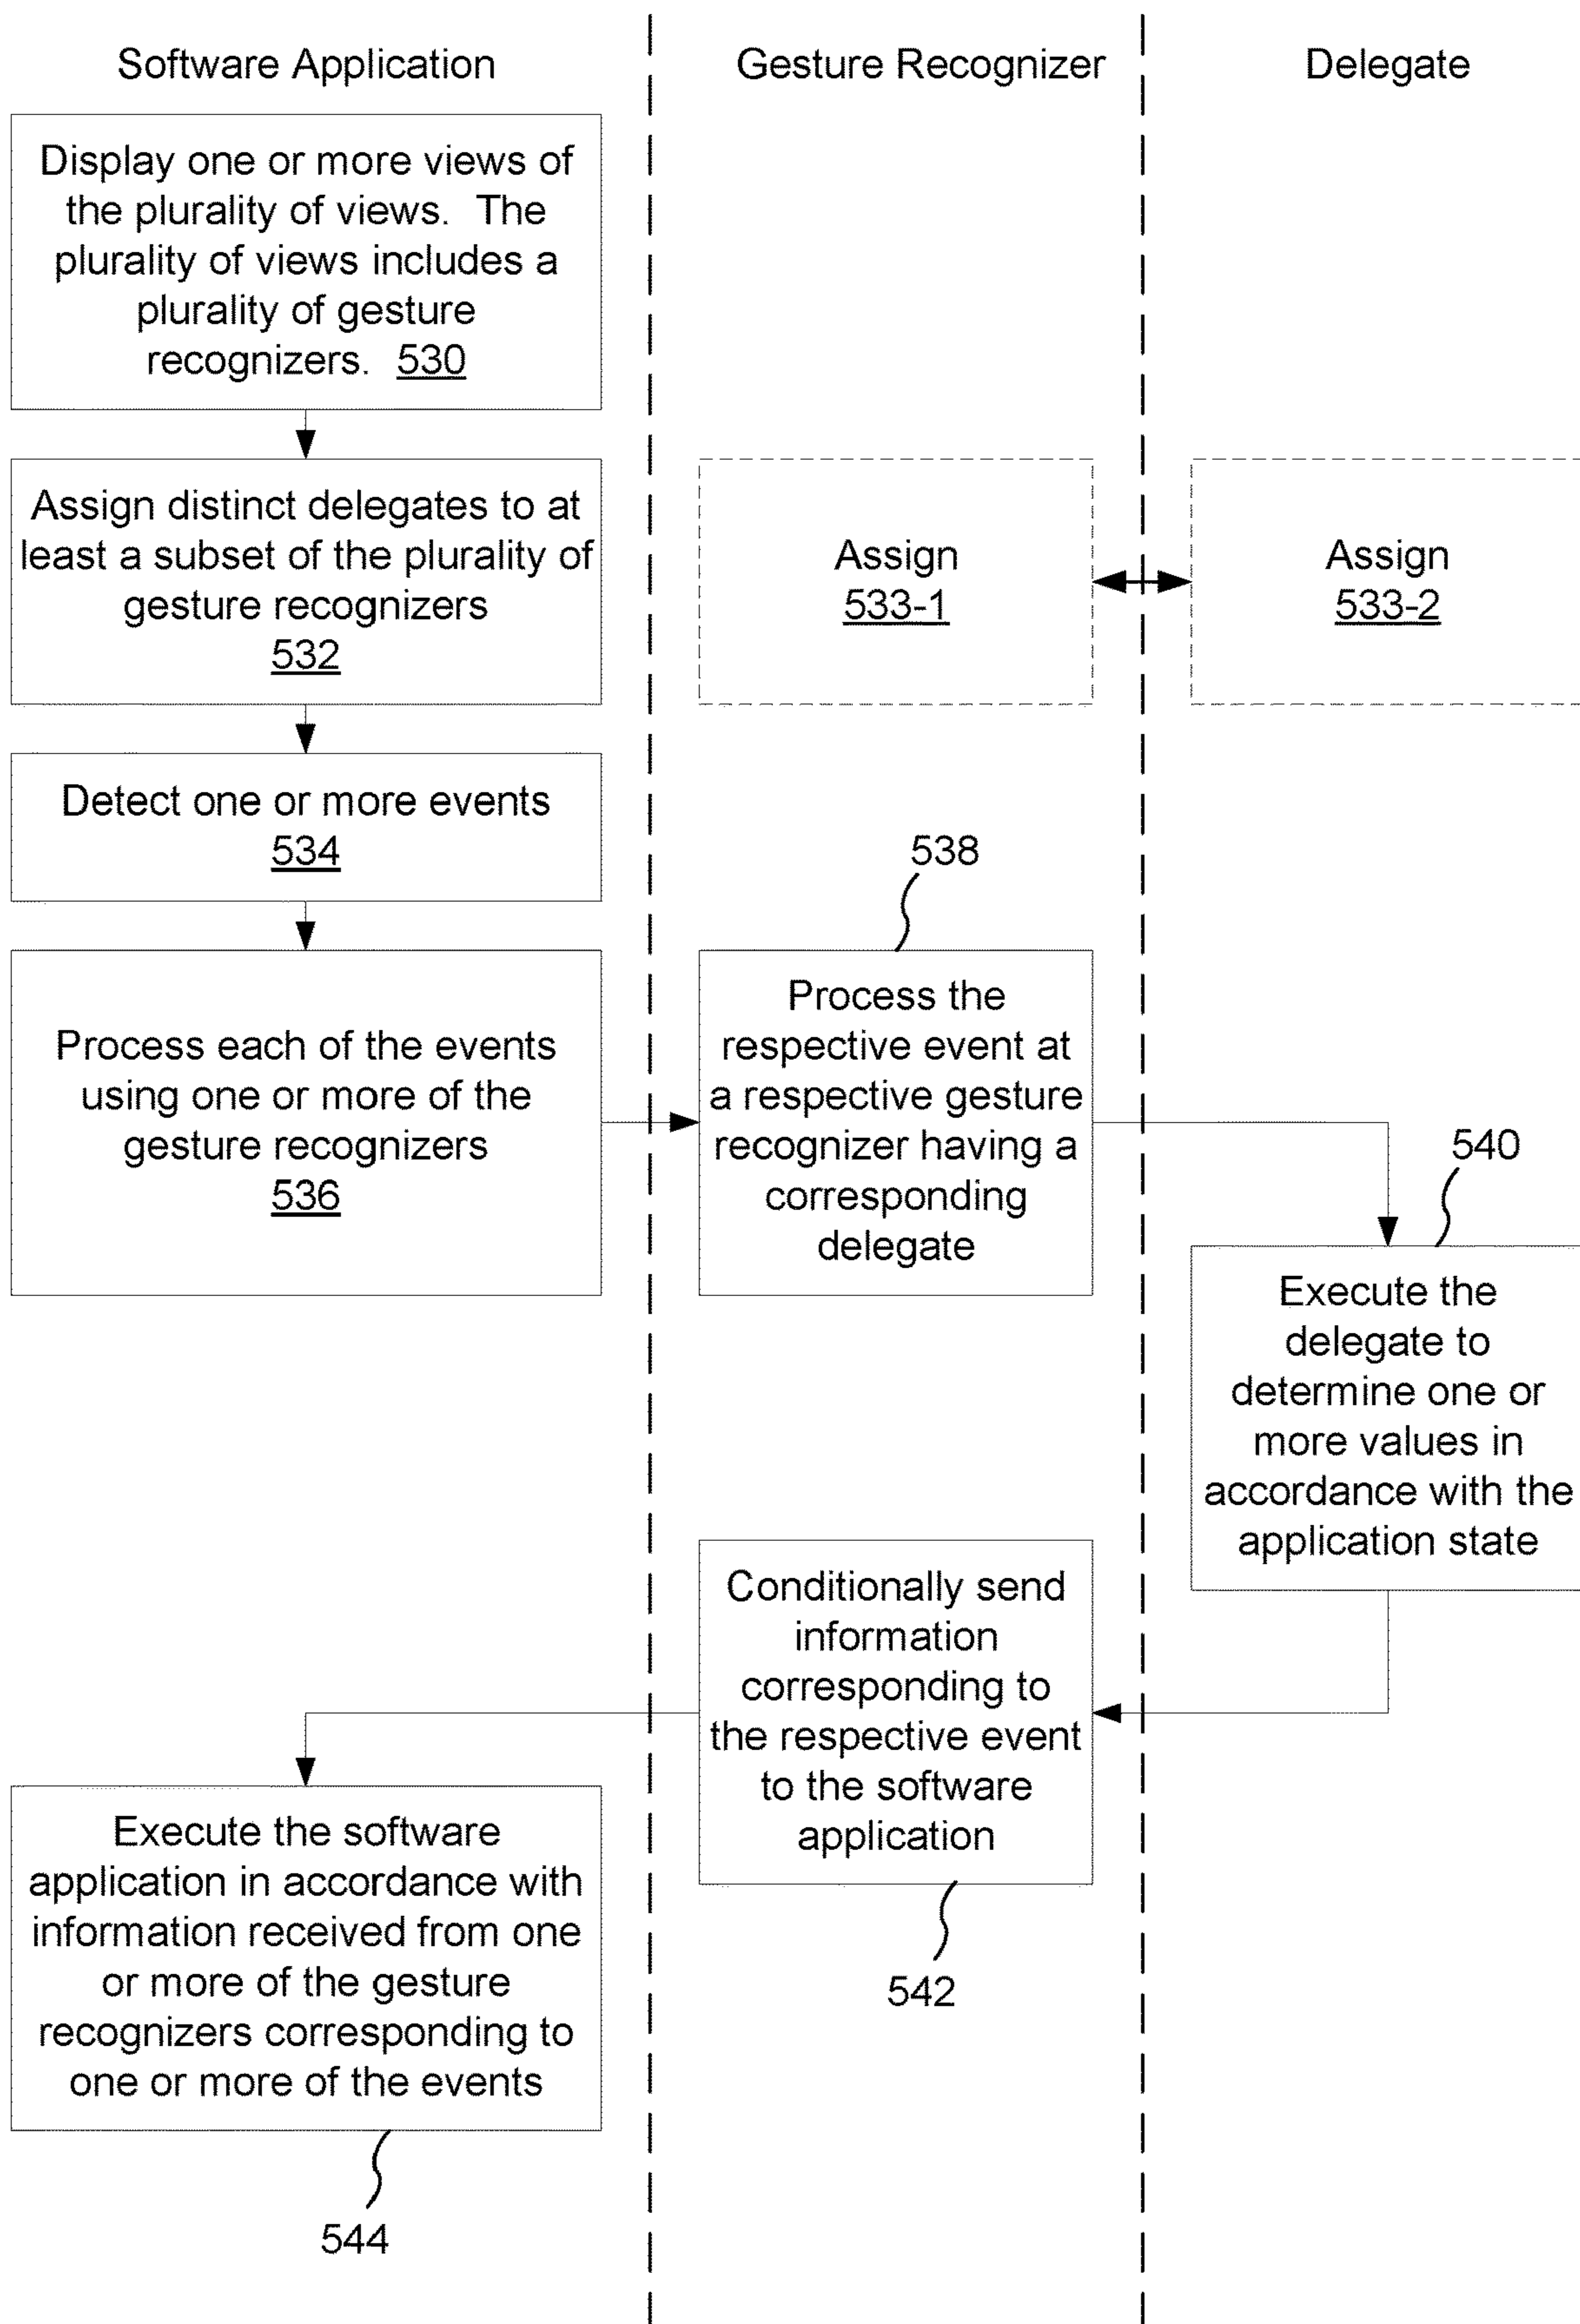 Software Application
Gesture Recognizer
Delegate
Display one or more views of
the plurality of views. The
plurality of views includes a
plurality of gesture
recognizers. 530
Assign distinct delegates to at
least a subset of the plurality of
gesture recognizers
532
Assign
533-1
Assign
533-2
Detect one or more events
534
Process each of the events
using one or more of the
gesture recognizers
536
538
Process the
respective event at
a respective gesture
recognizer having a
corresponding
delegate
540
Execute the
delegate to
determine one or
more values in
accordance with the
application state
Conditionally send
information
corresponding to
the respective event
to the software
application
542
Execute the software
application in accordance with
information received from one
or more of the gesture
recognizers corresponding to
one or more of the events
544